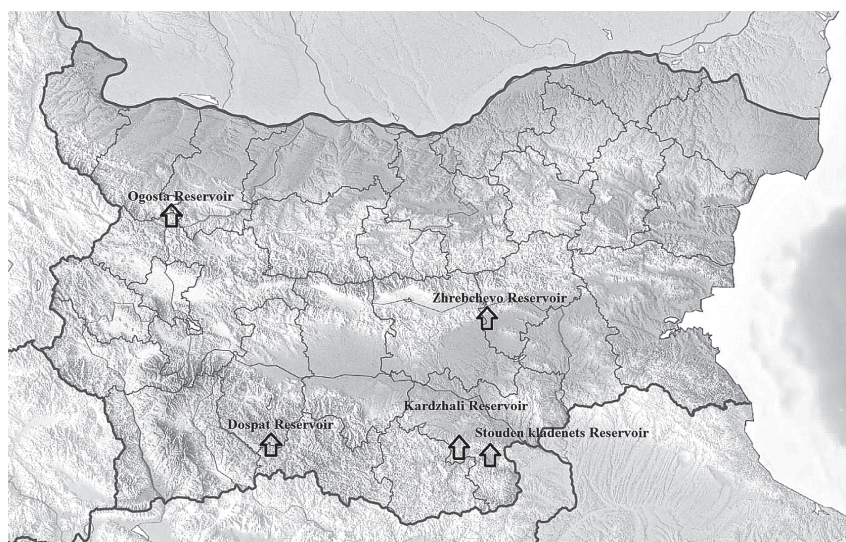 Ogosta Reservoir
Zhrebchevo Reservoir
Kardzhali Reservoir
Dospat Reservoir
Stouden kladenets Reservoir